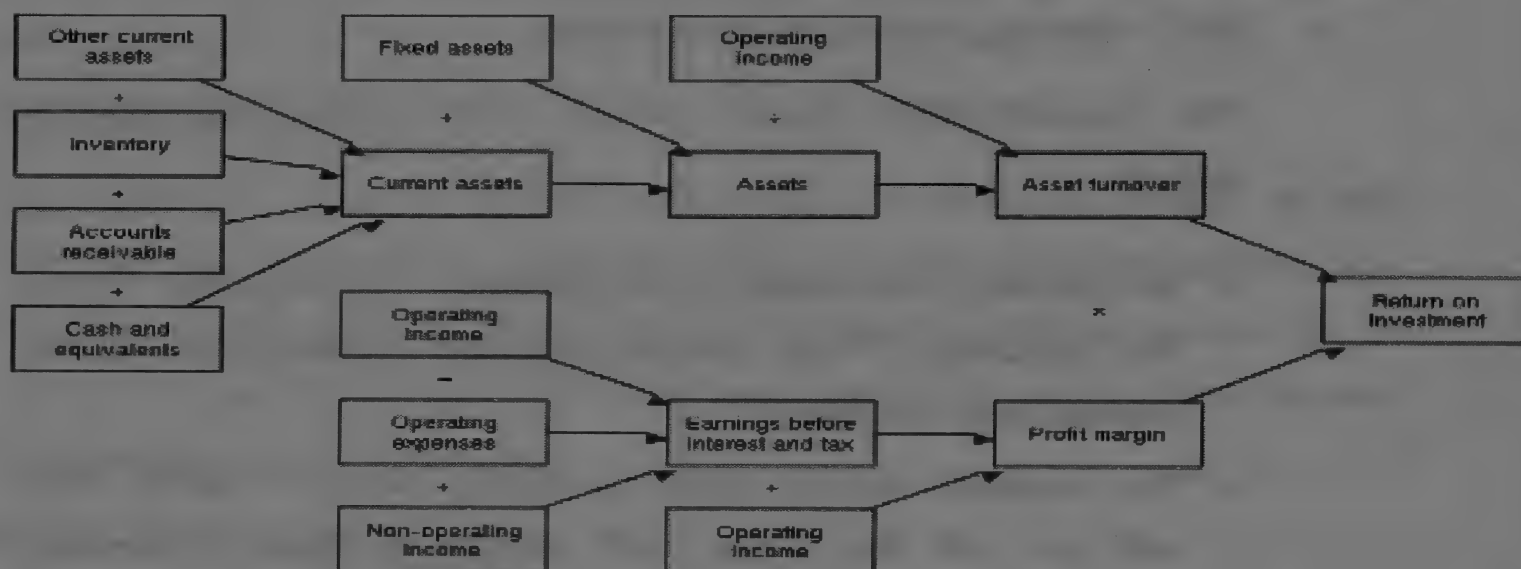 Other current
assets
+
Inventory
+
Accounts
receivable
+
Cash and
equivalents
Fixed assets
+
Current assets
Operating
income
÷
Assets
Asset turnover
Operating
income
−
Operating
expenses
+
Non-operating
income
Earnings before
interest and tax
÷
Operating
income
Profit margin
×
Return on
investment